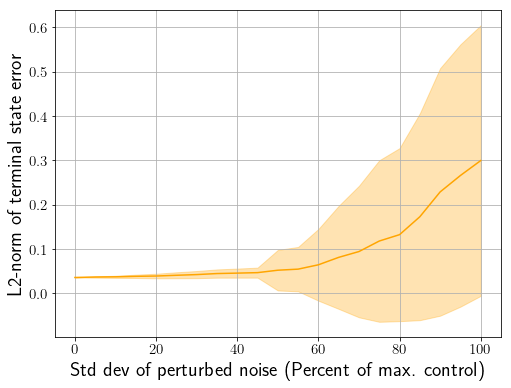 L2-norm of terminal state error
0.6
0.5
0.4
0.3
0.2
0.1
0.0
0 20 40 60 80 100
Std dev of perturbed noise (Percent of max. control)